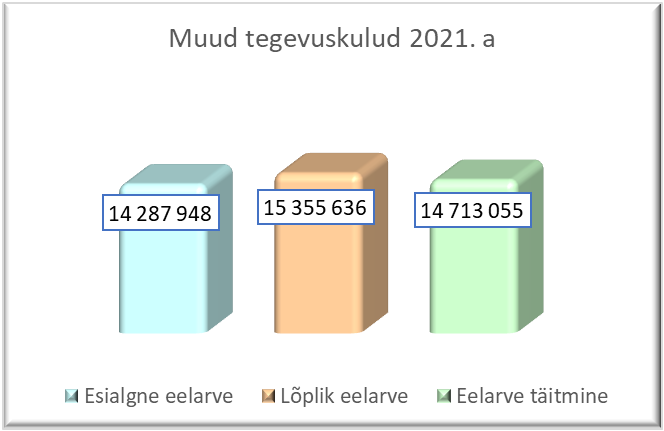 Muud tegevuskulud 2021. a
14 287 948
15 355 636
14 713 055
Esialgne eelarve
Lõplik eelarve
Eelarve täitmine